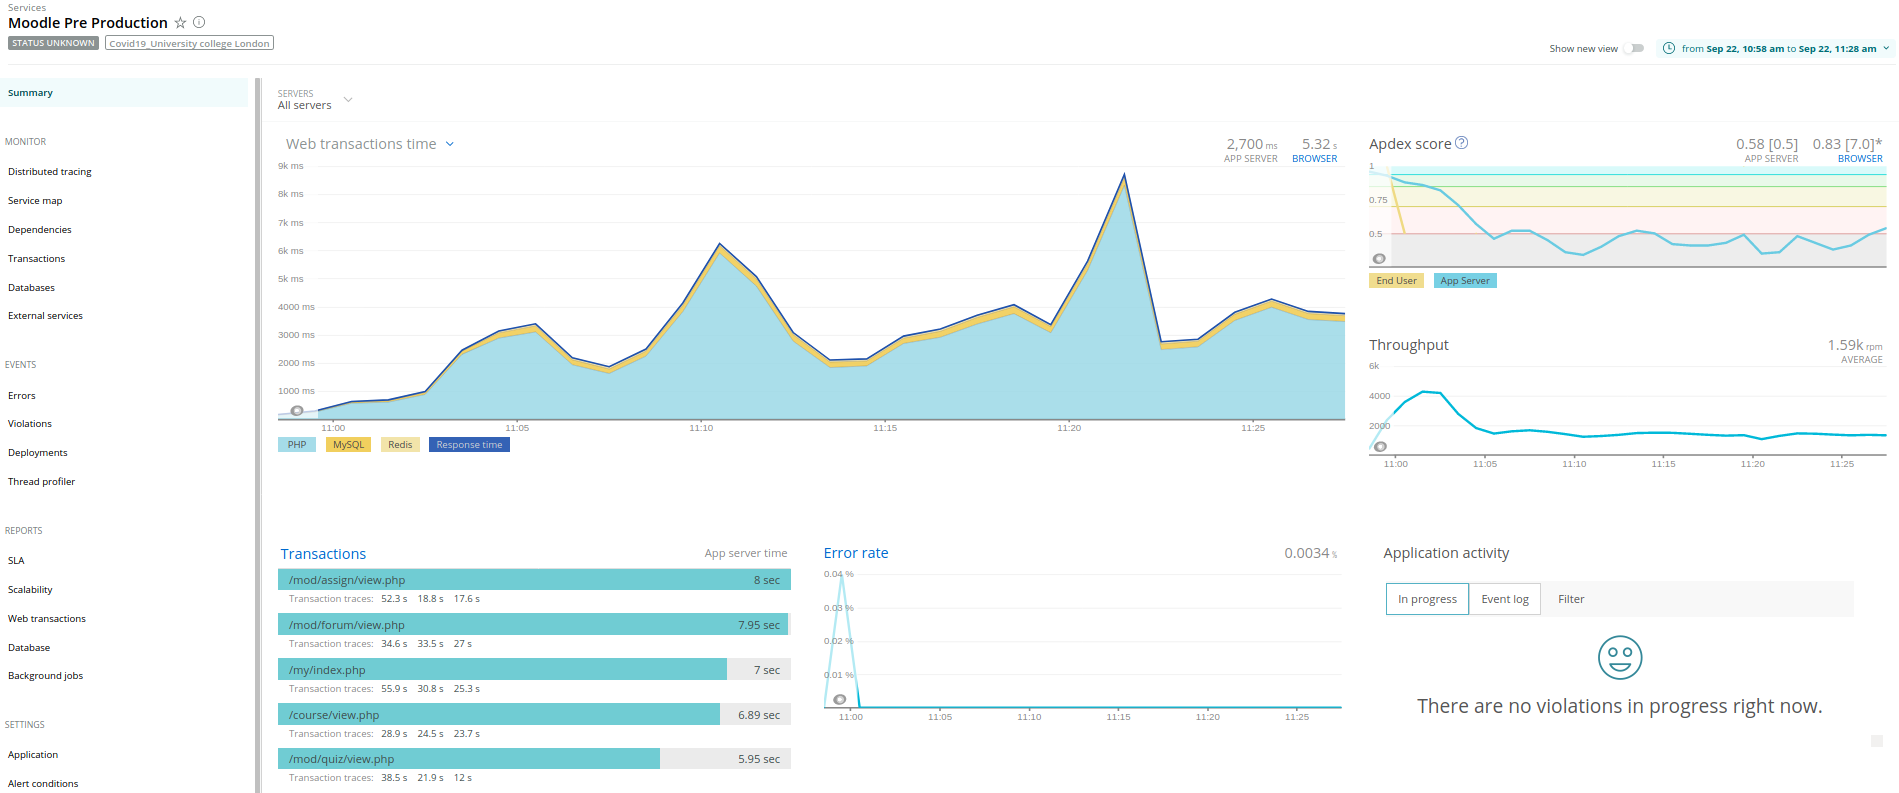 Services
Moodle Pre Production
STATUS UNKNOWN Covid19_University college London
Show new view from Sep 22, 10:58 am to Sep 22, 11:28 am
Summary
MONITOR
Distributed tracing
Service map
Dependencies
Transactions
Databases
External services
EVENTS
Errors
Violations
Deployments
Thread profiler
REPORTS
SLA
Scalability
Web transactions
Database
Background jobs
SETTINGS
Application
Alert conditions
SERVERS
All servers
Web transactions time
2,700 ms 5.32 s
APP SERVER BROWSER
9k ms
8k ms
7k ms
6k ms
5k ms
4000 ms
3000 ms
2000 ms
1000 ms
11:00 11:05 11:10 11:15 11:20 11:25
PHP MySQL Redis Response time
Apdex score ?
0.58 [0.5] 0.83 [7.0]*
APP SERVER BROWSER
1
0.75
0.5
End User App Server
Throughput
1.59k rpm
AVERAGE
6k
4000
2000
11:00 11:05 11:10 11:15 11:20 11:25
Transactions App server time
/mod/assign/view.php 8 sec
Transaction traces: 52.3 s 18.8 s 17.6 s
/mod/forum/view.php 7.95 sec
Transaction traces: 34.6 s 33.5 s 27 s
/my/index.php 7 sec
Transaction traces: 55.9 s 30.8 s 25.3 s
/course/view.php 6.89 sec
Transaction traces: 28.9 s 24.5 s 23.7 s
/mod/quiz/view.php 5.95 sec
Transaction traces: 38.5 s 21.9 s 12 s
Error rate 0.0034 %
0.04 %
0.03 %
0.02 %
0.01 %
11:00 11:05 11:10 11:15 11:20 11:25
Application activity
In progress Event log Filter
There are no violations in progress right now.